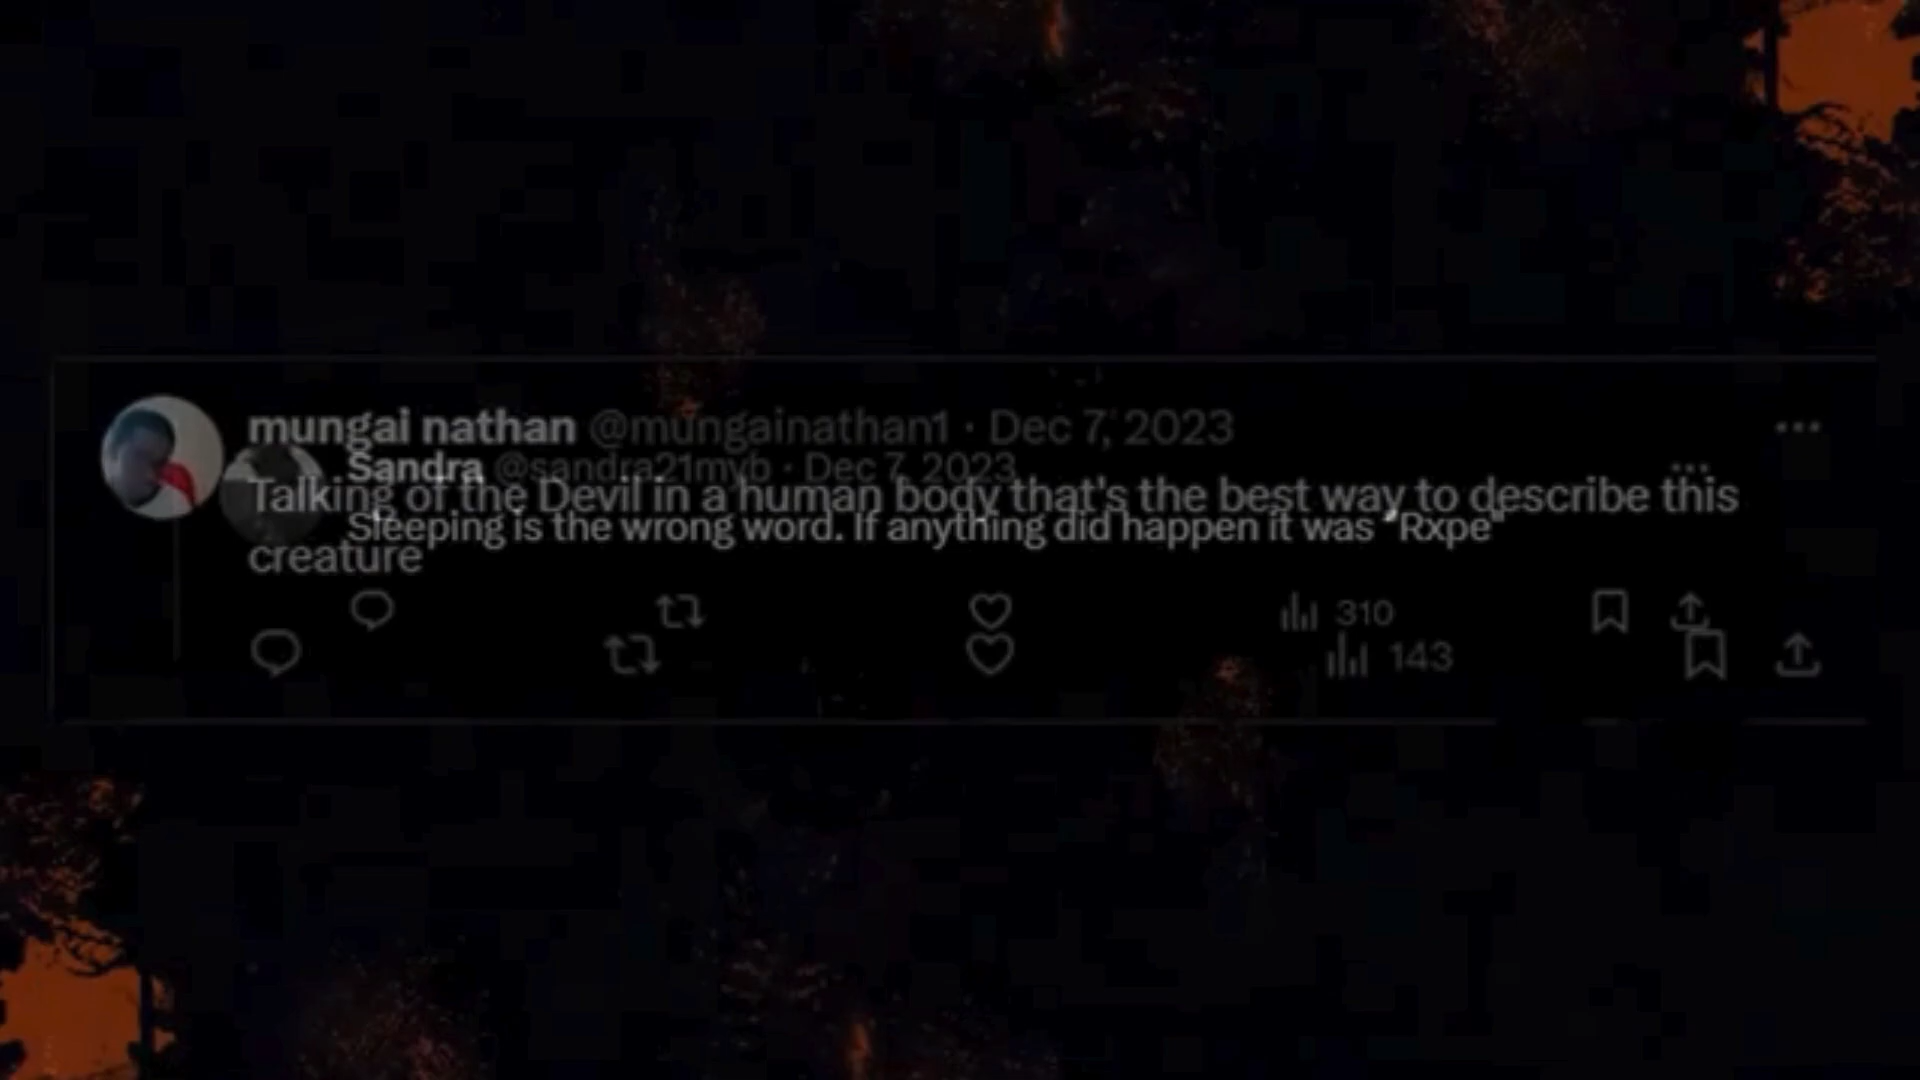 mungai nathan @mungainathan1 · Dec 7, 2023
Talking of the Devil in a human body that's the best way to describe this
creature
143
Sandra @sandra21myb · Dec 7, 2023
Sleeping is the wrong word. If anything did happen it was "Rxpe"
310